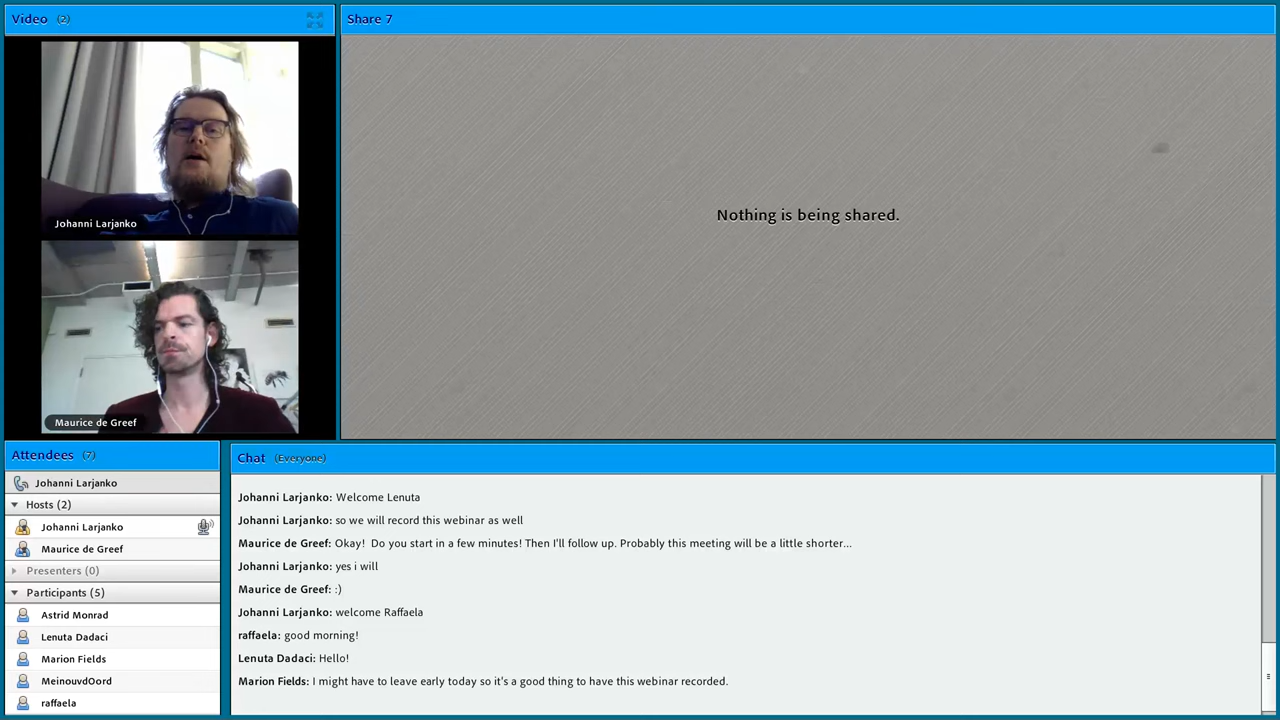 Video (2)
Johanni Larjanko
Maurice de Greef
Share 7
Nothing is being shared.
Attendees (7)
Johanni Larjanko
Hosts (2)
Johanni Larjanko
Maurice de Greef
Presenters (0)
Participants (5)
Astrid Monrad
Lenuta Dadaci
Marion Fields
MeinouvdOord
raffaela
Chat (Everyone)
Johanni Larjanko: Welcome Lenuta
Johanni Larjanko: so we will record this webinar as well
Maurice de Greef: Okay! Do you start in a few minutes! Then I'll follow up. Probably this meeting will be a little shorter...
Johanni Larjanko: yes i will
Maurice de Greef: :)
Johanni Larjanko: welcome Raffaela
raffaela: good morning!
Lenuta Dadaci: Hello!
Marion Fields: I might have to leave early today so it's a good thing to have this webinar recorded.